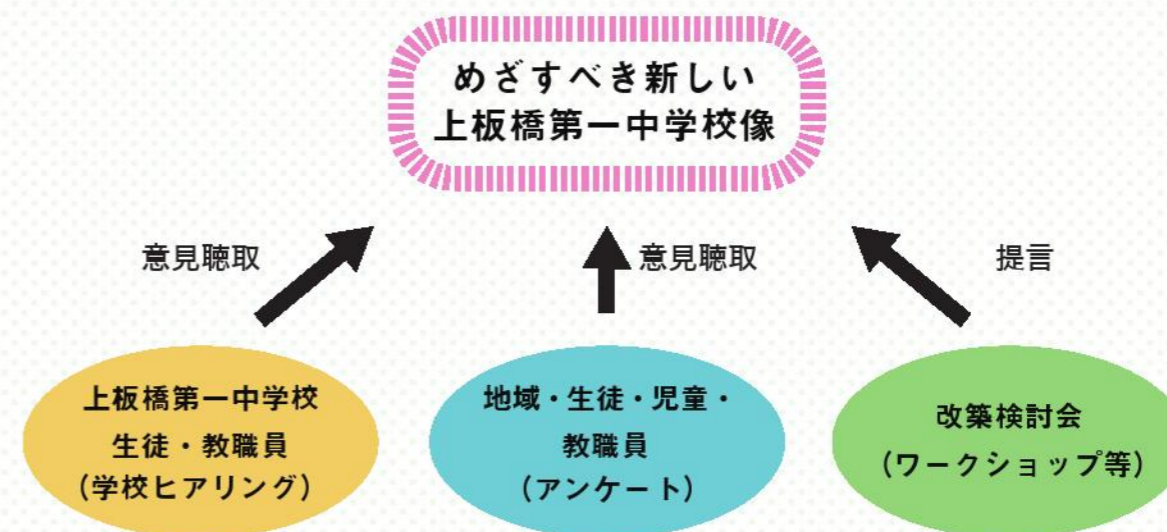 めざすべき新しい
上板橋第一中学校像
意見聴取
意見聴取
提言
上板橋第一中学校
生徒・教職員
(学校ヒアリング)
地域・生徒・児童・
教職員
(アンケート)
改築検討会
(ワークショップ等)